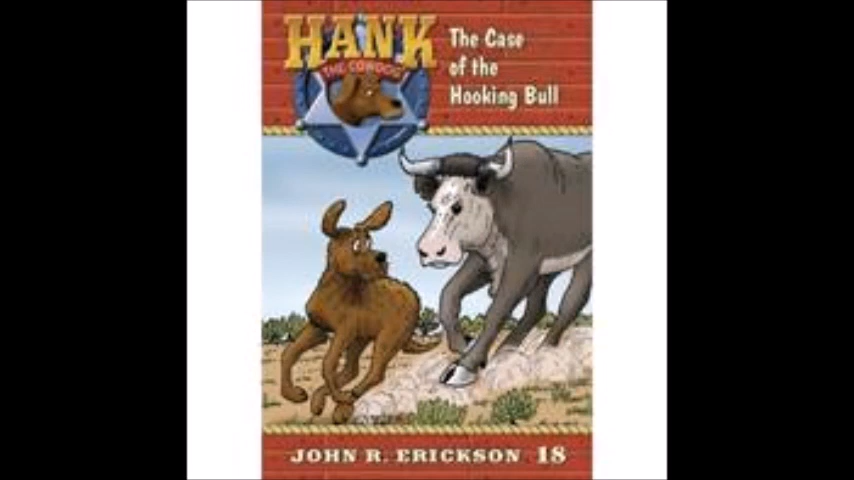 HANK
THE COWDOG
The Case
of the
Hooking Bull
JOHN R. ERICKSON 18